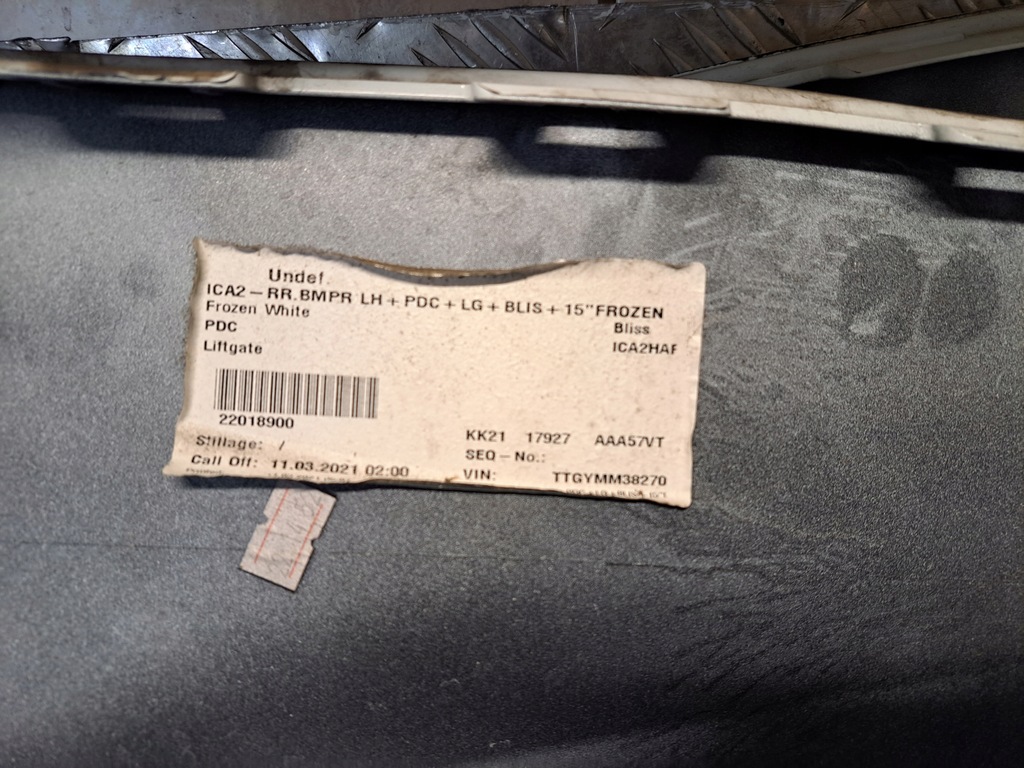 Undef.
ICA2 – RR.BMPR LH + PDC + LG + BLIS + 15"FROZEN
Frozen White
Bliss
PDC
ICA2HAF
Liftgate
22018900
KK21 17927 AAA57VT
Stillage: /
SEQ – No.:
Call Off: 11.03.2021 02:00
VIN: TTGYMM38270